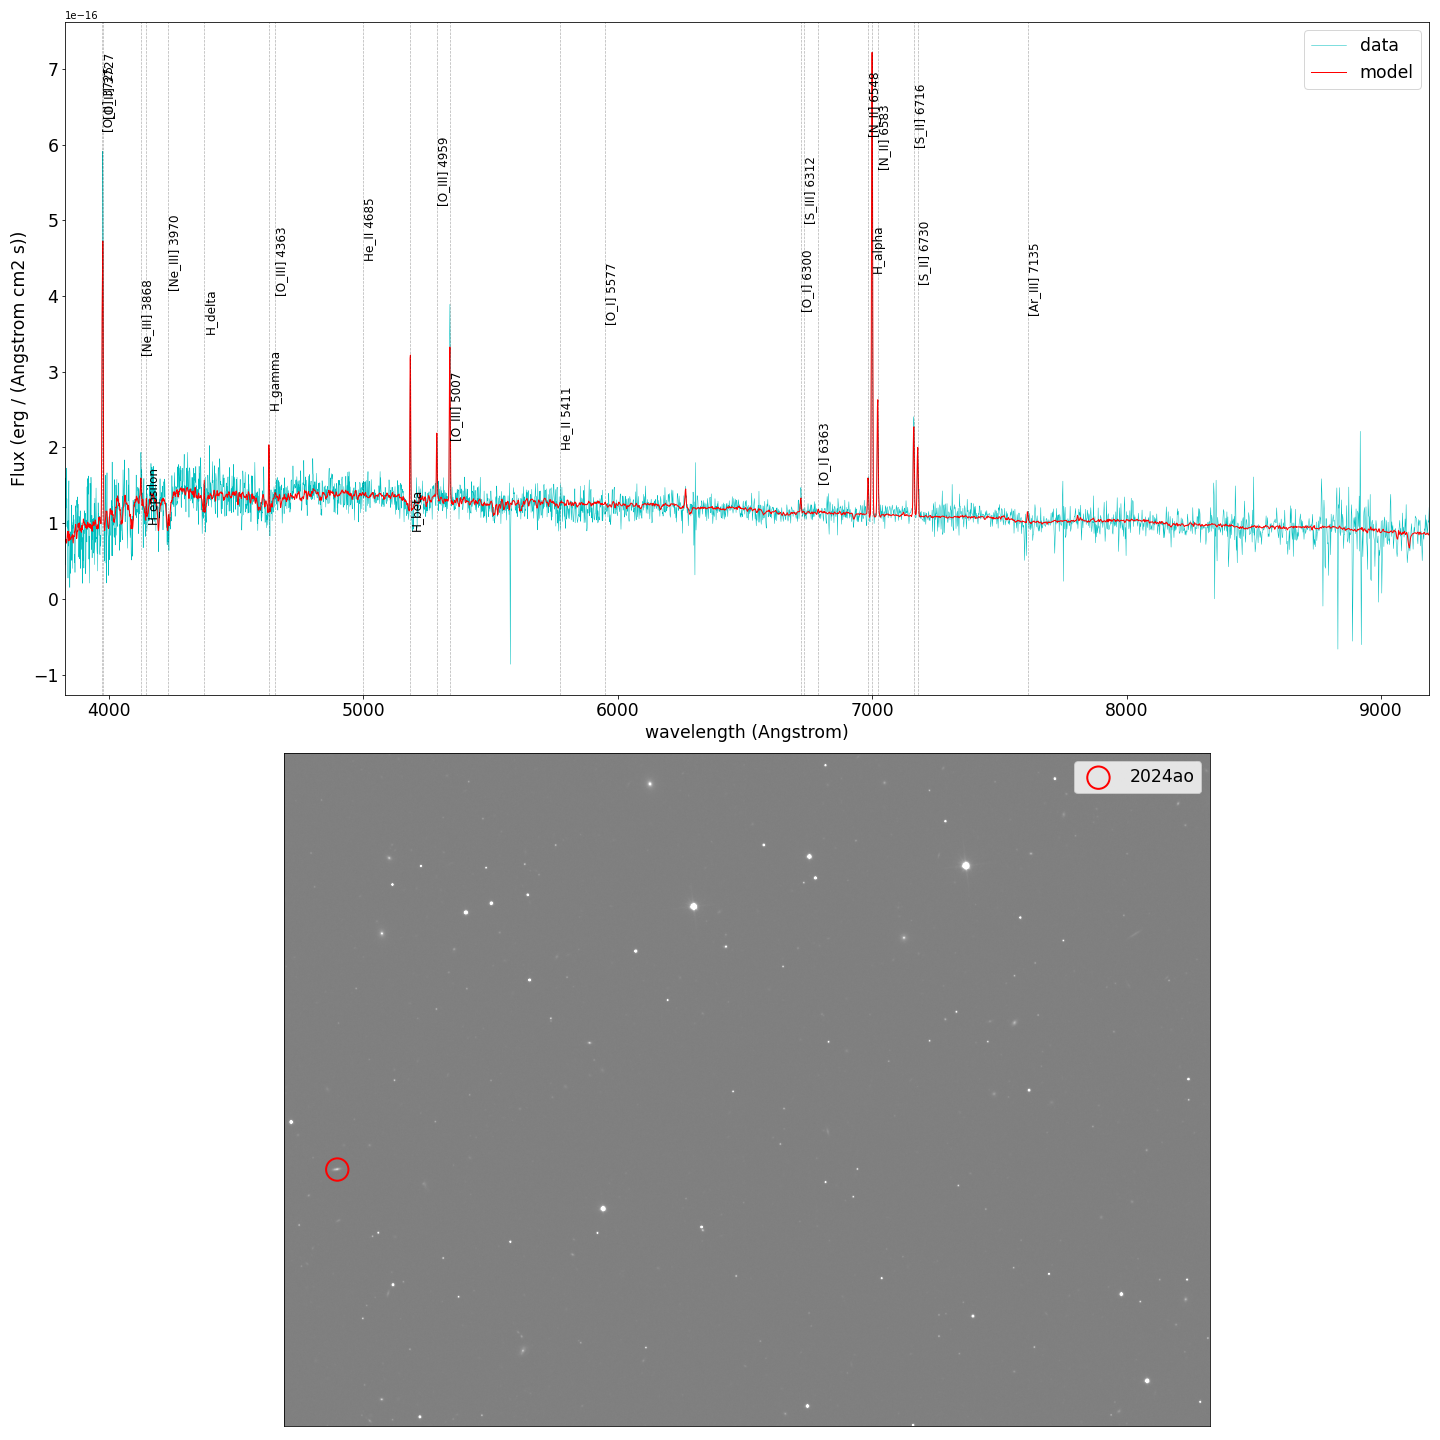 1e−16
data
model
[O_II] 3725
[O_II] 3727
[Ne_III] 3868
H_epsilon
[Ne_III] 3970
H_delta
H_gamma
[O_III] 4363
He_II 4685
H_beta
[O_III] 4959
[O_III] 5007
He_II 5411
[O_I] 5577
[O_I] 6300
[S_III] 6312
[O_I] 6363
[N_II] 6548
H_alpha
[N_II] 6583
[S_II] 6716
[S_II] 6730
[Ar_III] 7135
Flux (erg / (Angstrom cm2 s))
7
6
5
4
3
2
1
0
−1
4000 5000 6000 7000 8000 9000
wavelength (Angstrom)
2024ao